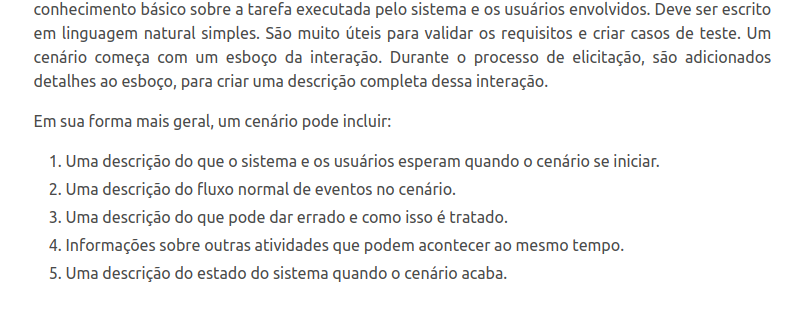 conhecimento básico sobre a tarefa executada pelo sistema e os usuários envolvidos. Deve ser escrito
em linguagem natural simples. São muito úteis para validar os requisitos e criar casos de teste. Um
cenário começa com um esboço da interação. Durante o processo de elicitação, são adicionados
detalhes ao esboço, para criar uma descrição completa dessa interação.
Em sua forma mais geral, um cenário pode incluir:
1. Uma descrição do que o sistema e os usuários esperam quando o cenário se iniciar.
2. Uma descrição do fluxo normal de eventos no cenário.
3. Uma descrição do que pode dar errado e como isso é tratado.
4. Informações sobre outras atividades que podem acontecer ao mesmo tempo.
5. Uma descrição do estado do sistema quando o cenário acaba.